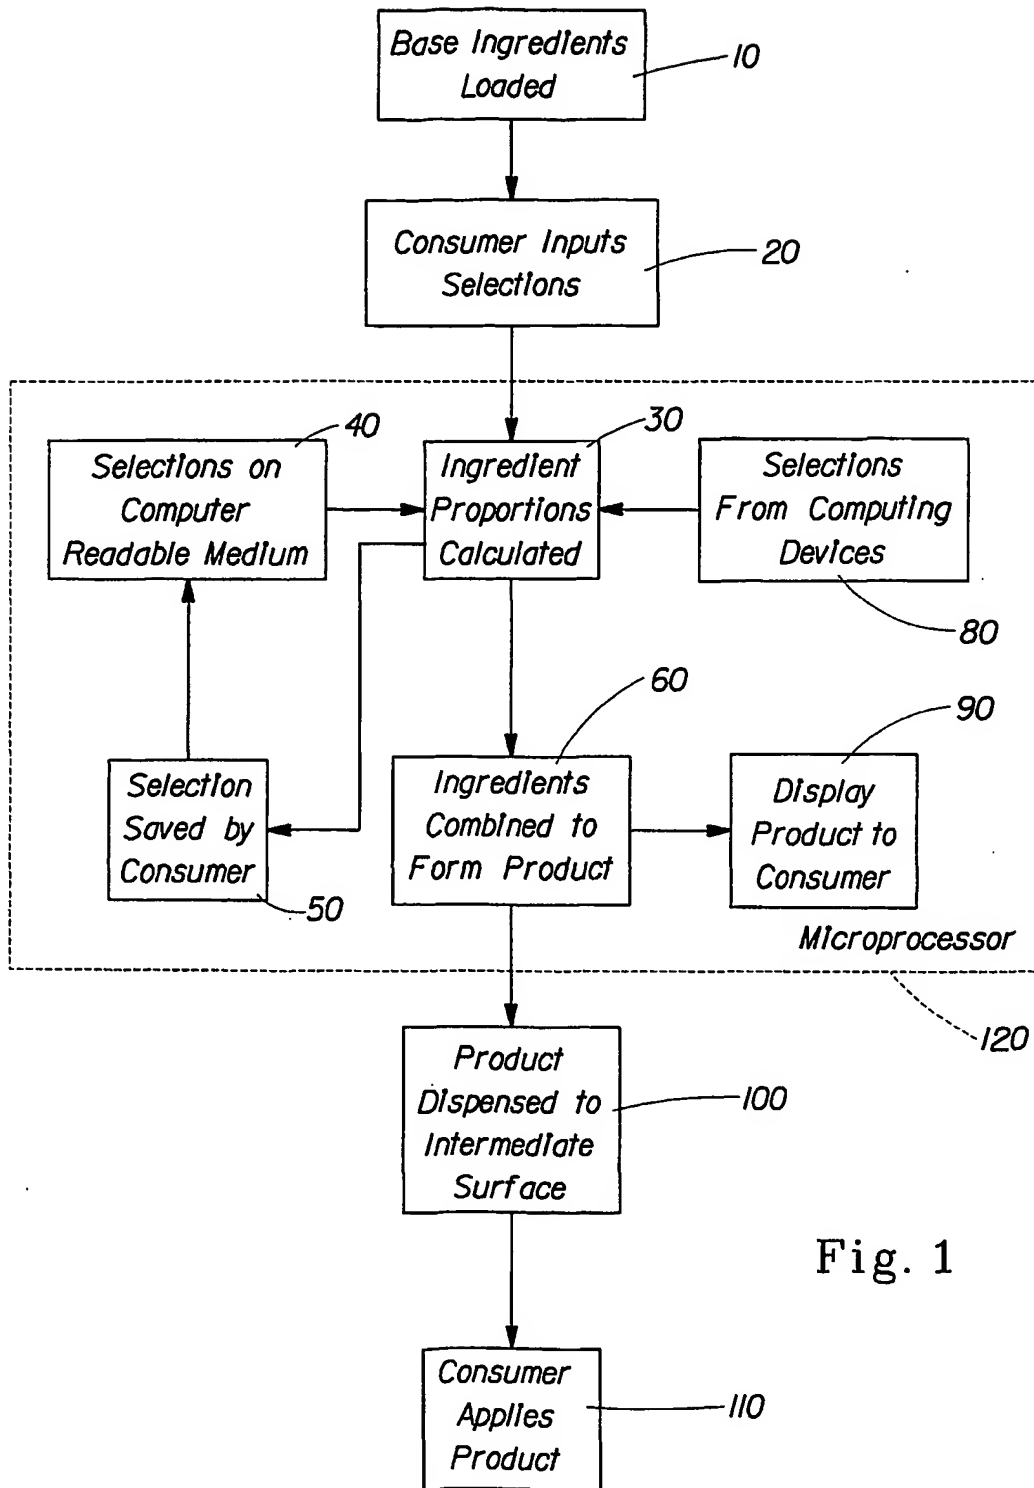 Base Ingredients
Loaded
10
Consumer Inputs
Selections
20
40
Selections on
Computer
Readable Medium
30
Ingredient
Proportions
Calculated
Selections
From Computing
Devices
80
60
90
Selection
Saved by
Consumer
50
Ingredients
Combined to
Form Product
Display
Product to
Consumer
Microprocessor
120
Product
Dispensed to
Intermediate
Surface
100
Fig. 1
Consumer
Applies
Product
110